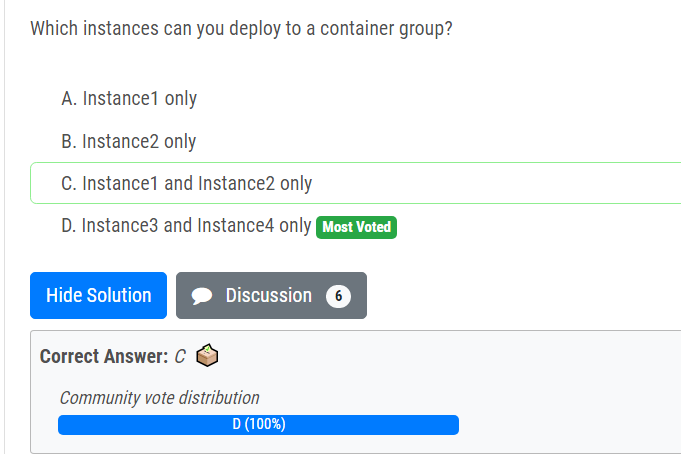 Which instances can you deploy to a container group?
A. Instance1 only
B. Instance2 only
C. Instance1 and Instance2 only
D. Instance3 and Instance4 only Most Voted
Hide Solution Discussion 6
Correct Answer: C
Community vote distribution
D (100%)